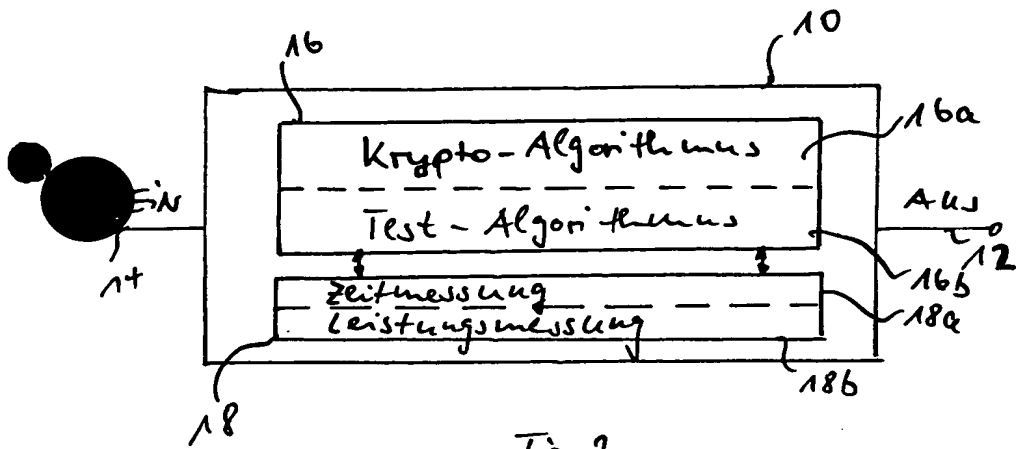 16
10
Krypto-Algorithmus
16a
Ein
Test-Algorithmus
Aus
14
12
16b
Zeitmessung
18a
Leistungsmessung
18b
18